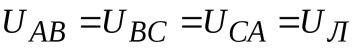 U_AB = U_BC = U_CA = U_Л